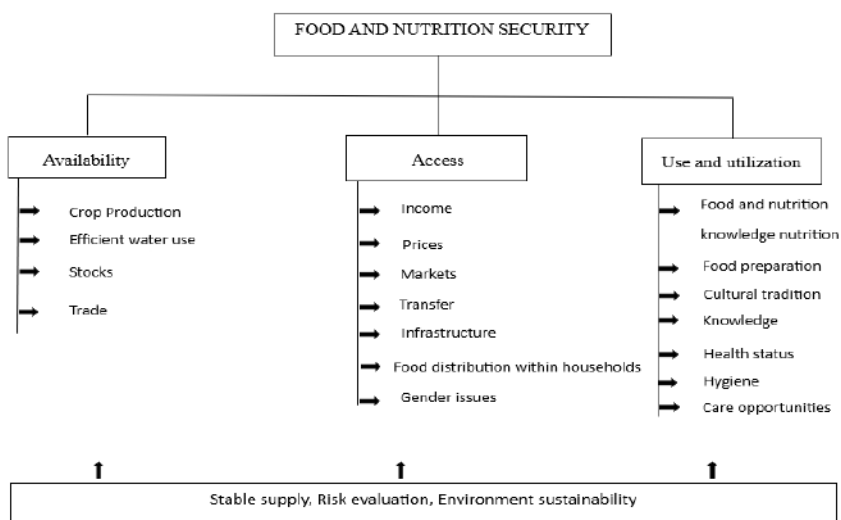 FOOD AND NUTRITION SECURITY
Availability
Crop Production
Efficient water use
Stocks
Trade
Access
Income
Prices
Markets
Transfer
Infrastructure
Food distribution within households
Gender issues
Use and utilization
Food and nutrition
knowledge nutrition
Food preparation
Cultural tradition
Knowledge
Health status
Hygiene
Care opportunities
Stable supply, Risk evaluation, Environment sustainability